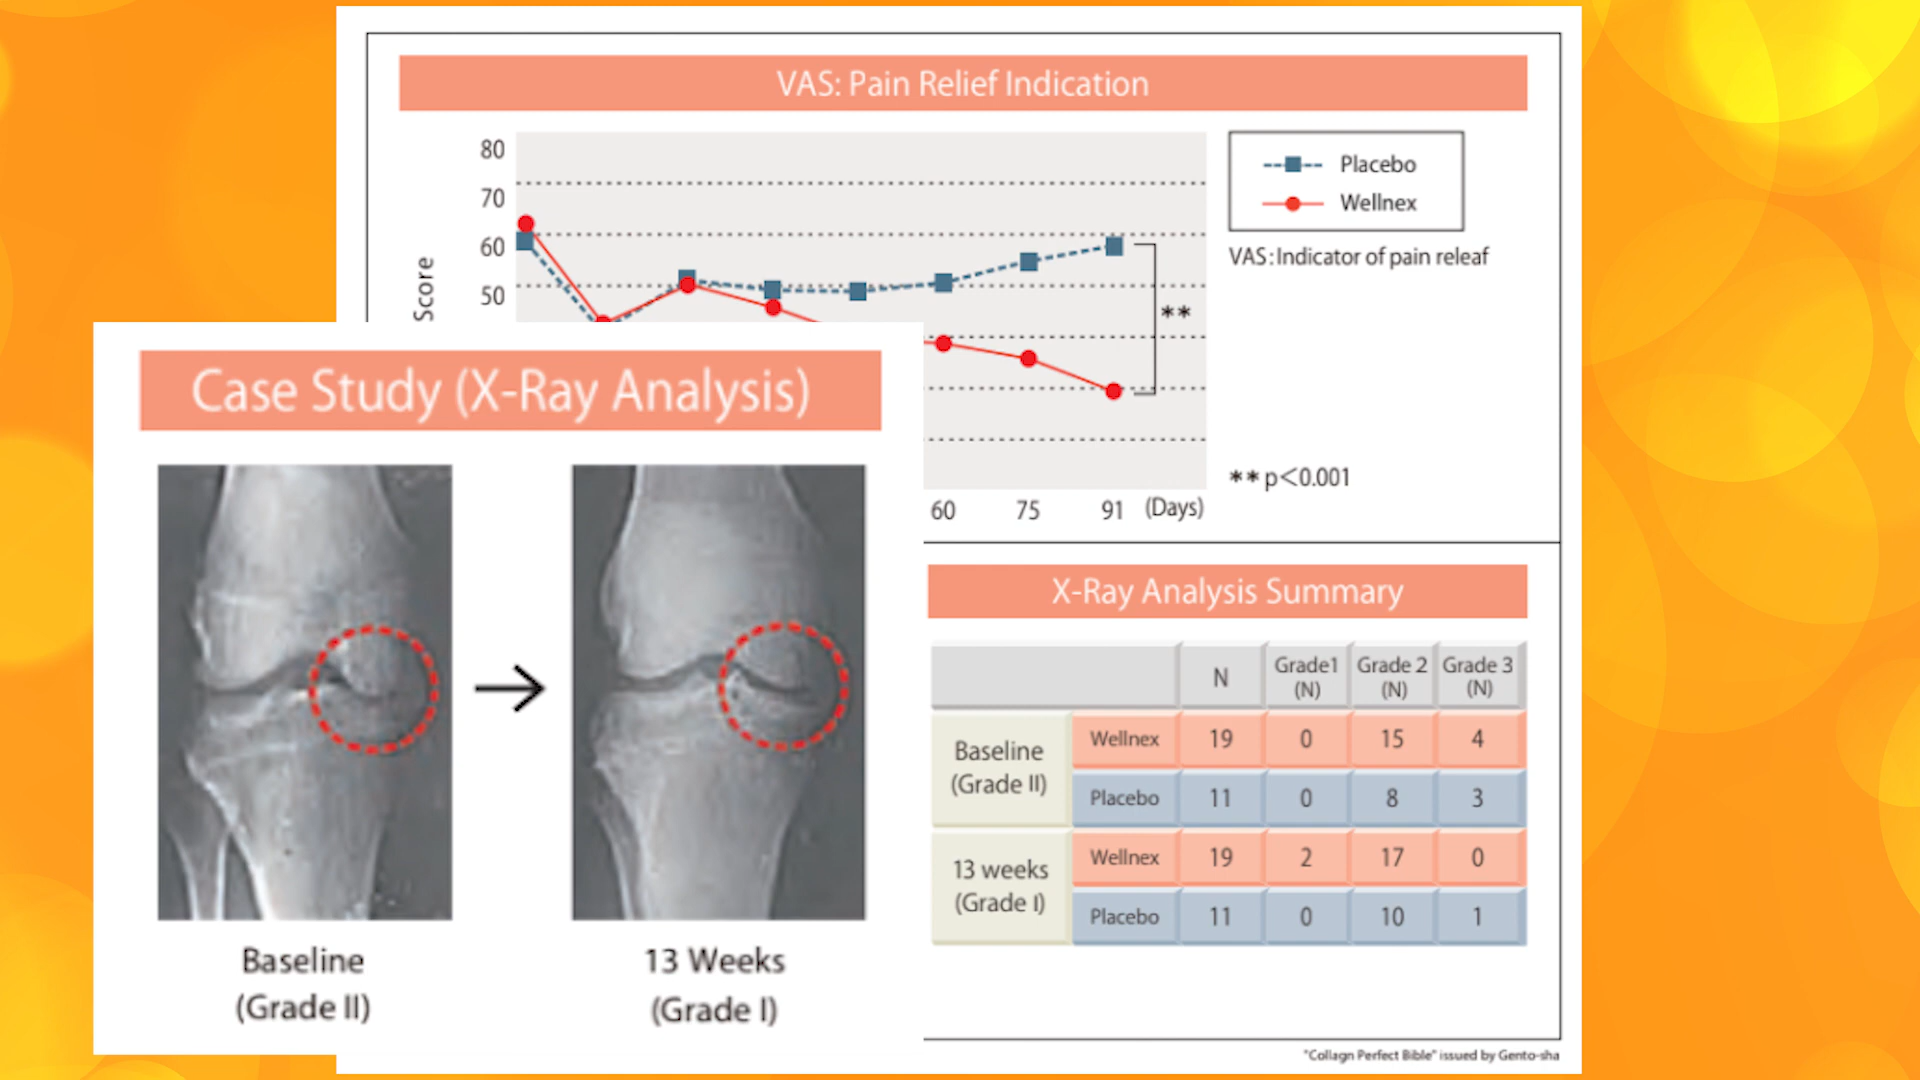 VAS: Pain Relief Indication
80
70
60
50
Score
Placebo
Wellnex
VAS:Indicator of pain releaf
**
** p<0.001
60 75 91 (Days)
Case Study (X-Ray Analysis)
Baseline
(Grade II)
13 Weeks
(Grade I)
X-Ray Analysis Summary
N Grade1 (N) Grade 2 (N) Grade 3 (N)
Baseline (Grade II)
Wellnex 19 0 15 4
Placebo 11 0 8 3
13 weeks (Grade I)
Wellnex 19 2 17 0
Placebo 11 0 10 1
"Collagn Perfect Bible" issued by Gento-sha